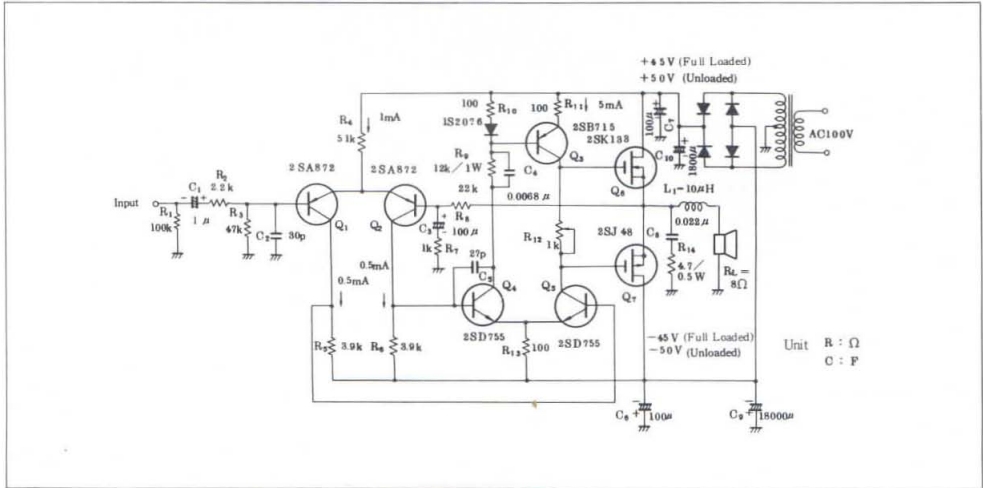 +45V (Full Loaded)
+50V (Unloaded)
100
R10
100
R11
5mA
1S2076
2SB715
2SK133
100μ
C7
C10
1800μ
AC100V
R4
51k
1mA
R9
12k/1W
C4
0.0068μ
Q3
Q6
2SA872
2SA872
22k
R8
L1=10μH
0.022μ
Input
C1
1μ
R2
2.2k
R1
100k
R3
47k
C2
30p
Q1
Q2
C3
100μ
1k
R7
R12
1k
2SJ48
C8
R14
4.7/
0.5W
RL=
8Ω
27p
C5
Q4
Q5
Q7
0.5mA
0.5mA
2SD755
2SD755
R5
3.9k
R6
3.9k
R13
100
-45V (Full Loaded)
-50V (Unloaded)
Unit R : Ω
C : F
C6
100μ
C9
18000μ